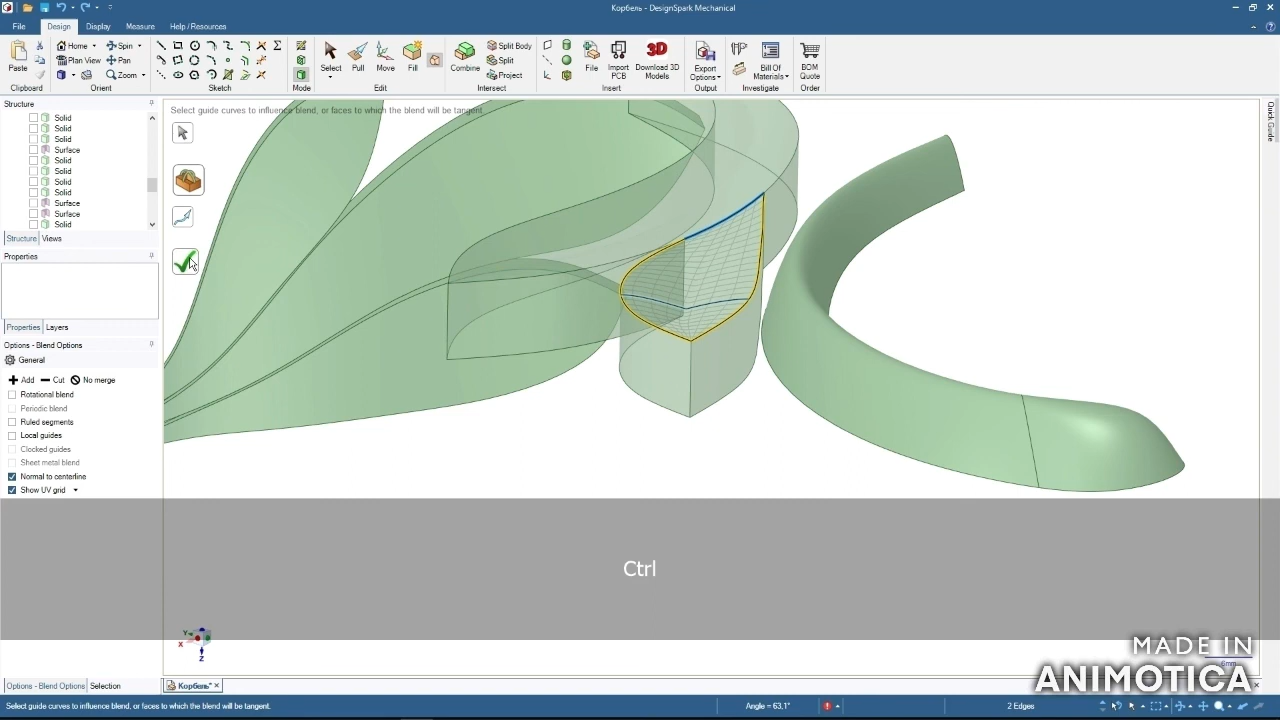 Корбель - DesignSpark Mechanical
File Design Display Measure Help / Resources
Paste
Home Spin
Plan View Pan
Zoom
Select Pull Move Fill
Combine
Split Body
Split
Project
File Import PCB Download 3D Models
Export Options
Bill Of Materials
BOM Quote
Clipboard Orient Sketch Mode Edit Intersect Insert Output Investigate Order
Structure
Solid
Solid
Solid
Surface
Solid
Solid
Solid
Solid
Surface
Surface
Solid
Structure Views
Properties
Properties Layers
Options - Blend Options
General
Add Cut No merge
Rotational blend
Periodic blend
Ruled segments
Local guides
Clocked guides
Sheet metal blend
Normal to centerline
Show UV grid
Select guide curves to influence blend, or faces to which the blend will be tangent
Quick Guide
Ctrl
Y
X
Z
MADE IN
ANIMOTICA
Options - Blend Options Selection
Корбель*
Select guide curves to influence blend, or faces to which the blend will be tangent.
Angle = 63.1°
2 Edges